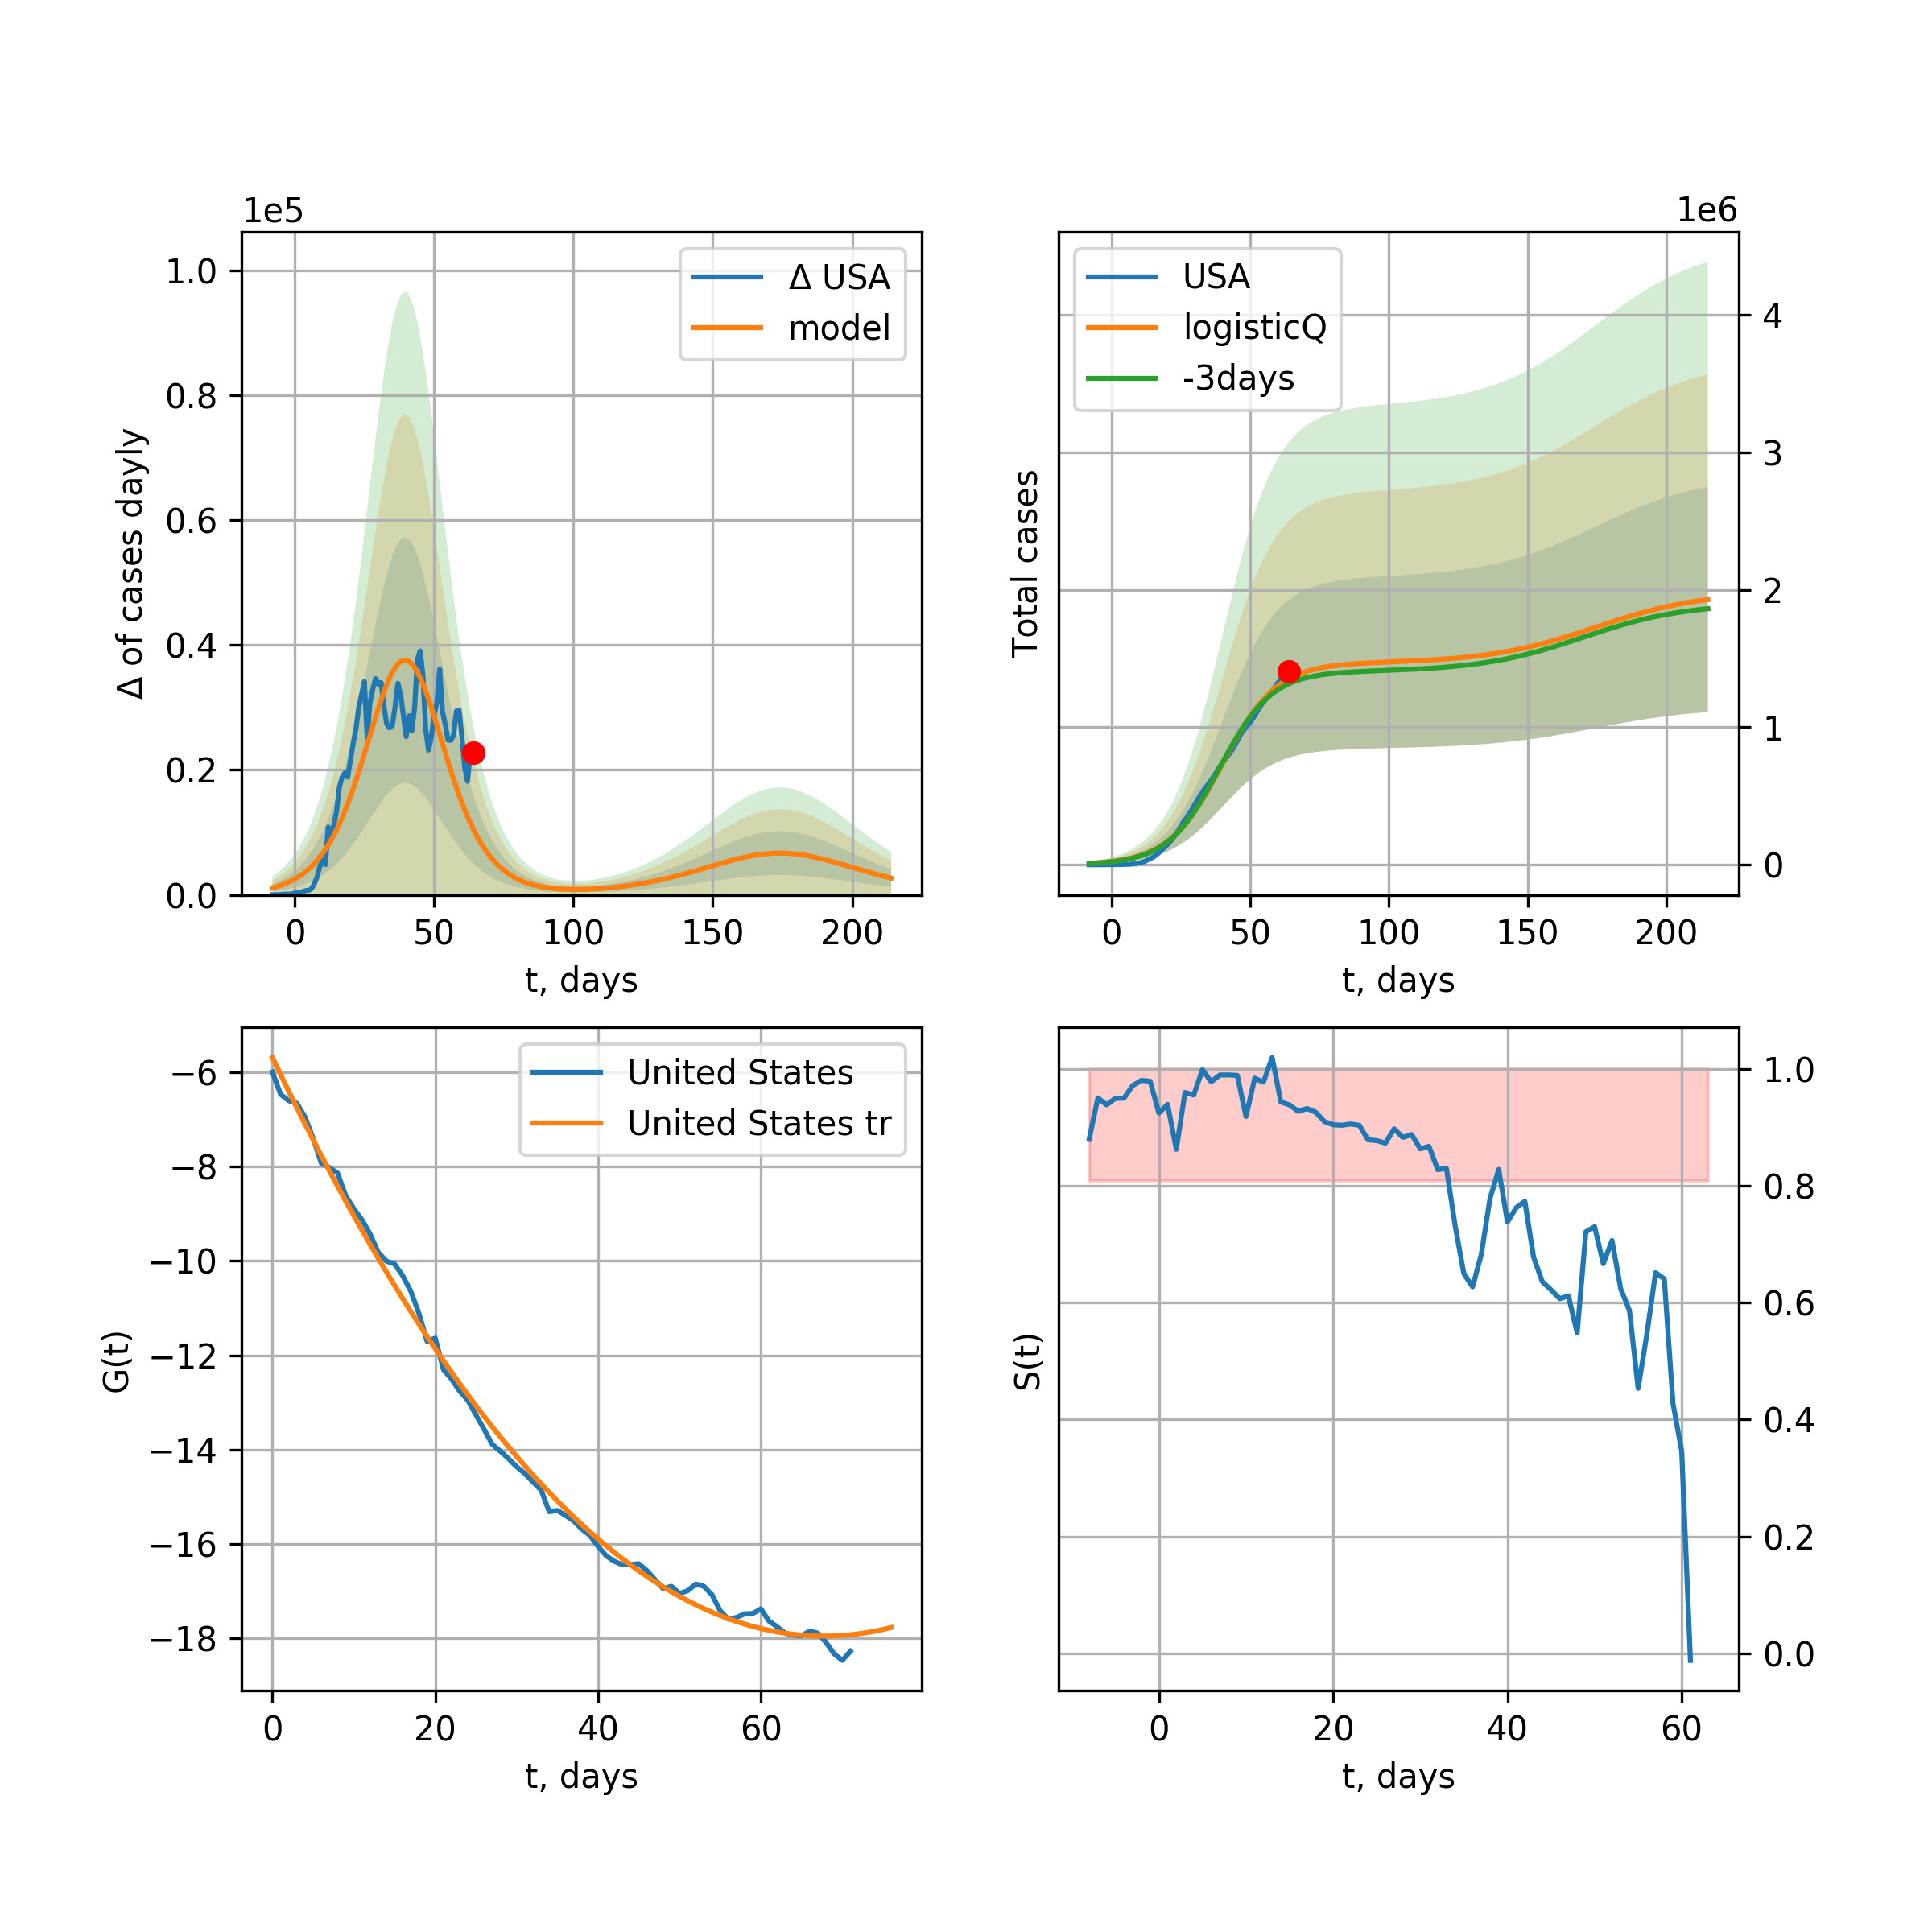 1e5
Δ of cases dayly
1.0
0.8
0.6
0.4
0.2
0.0
0 50 100 150 200
t, days
Δ USA
model
1e6
Total cases
4
3
2
1
0
0 50 100 150 200
t, days
USA
logisticQ
-3days
G(t)
−6
−8
−10
−12
−14
−16
−18
0 20 40 60
t, days
United States
United States tr
S(t)
1.0
0.8
0.6
0.4
0.2
0.0
0 20 40 60
t, days